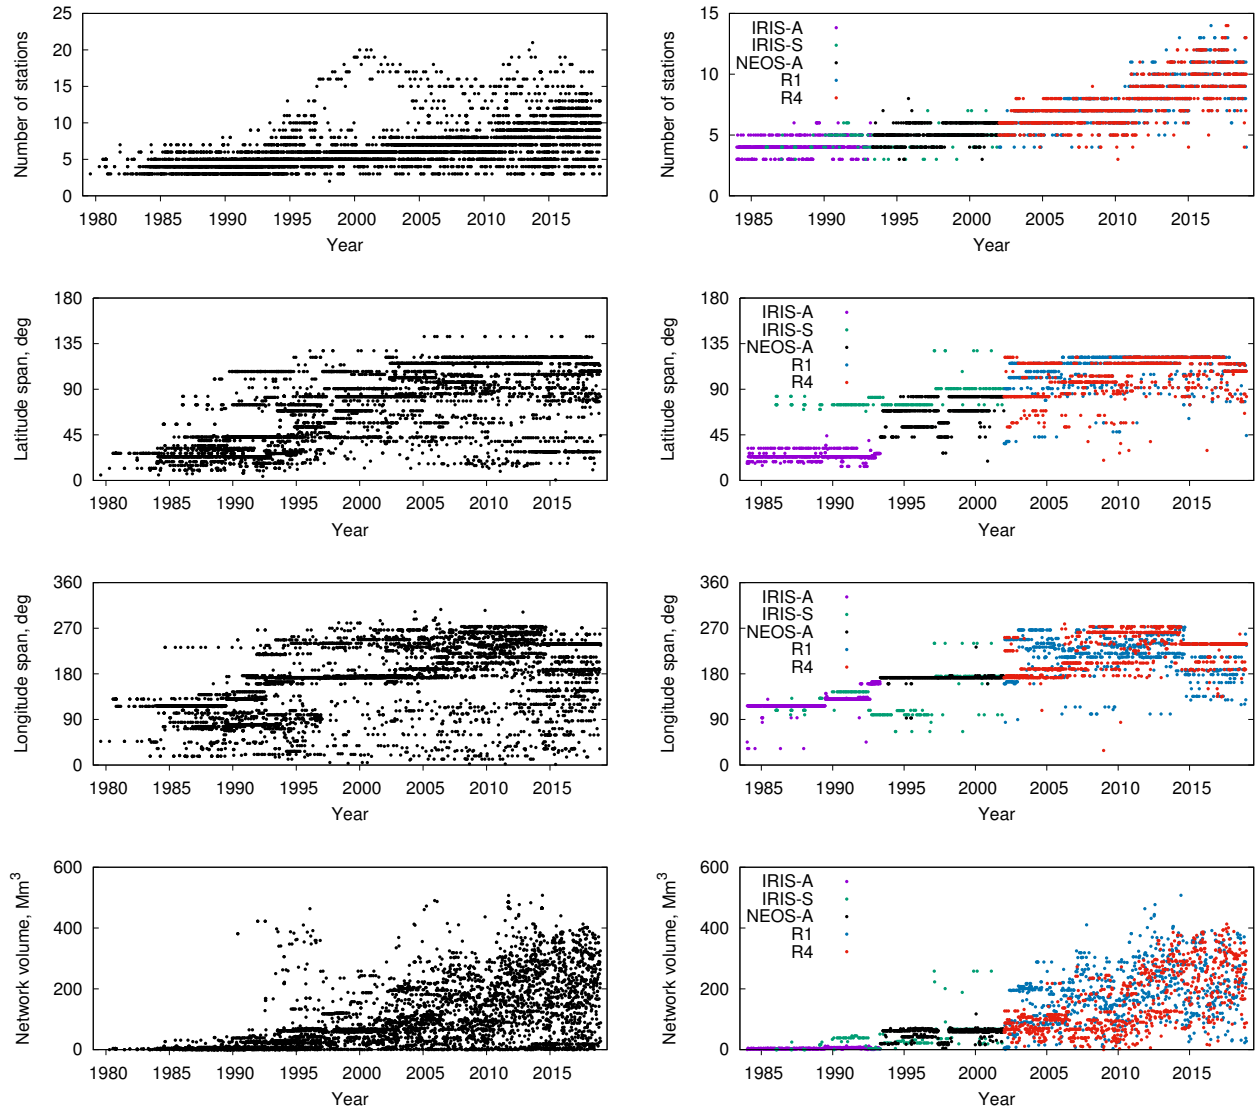 Number of stations
25
20
15
10
5
0
1980 1985 1990 1995 2000 2005 2010 2015
Year
Number of stations
15
10
5
0
IRIS-A
IRIS-S
NEOS-A
R1
R4
1985 1990 1995 2000 2005 2010 2015
Year
Latitude span, deg
180
135
90
45
0
1980 1985 1990 1995 2000 2005 2010 2015
Year
Latitude span, deg
180
135
90
45
0
IRIS-A
IRIS-S
NEOS-A
R1
R4
1985 1990 1995 2000 2005 2010 2015
Year
Longitude span, deg
360
270
180
90
0
1980 1985 1990 1995 2000 2005 2010 2015
Year
Longitude span, deg
360
270
180
90
0
IRIS-A
IRIS-S
NEOS-A
R1
R4
1985 1990 1995 2000 2005 2010 2015
Year
Network volume, Mm³
600
400
200
0
1980 1985 1990 1995 2000 2005 2010 2015
Year
Network volume, Mm³
600
400
200
0
IRIS-A
IRIS-S
NEOS-A
R1
R4
1985 1990 1995 2000 2005 2010 2015
Year